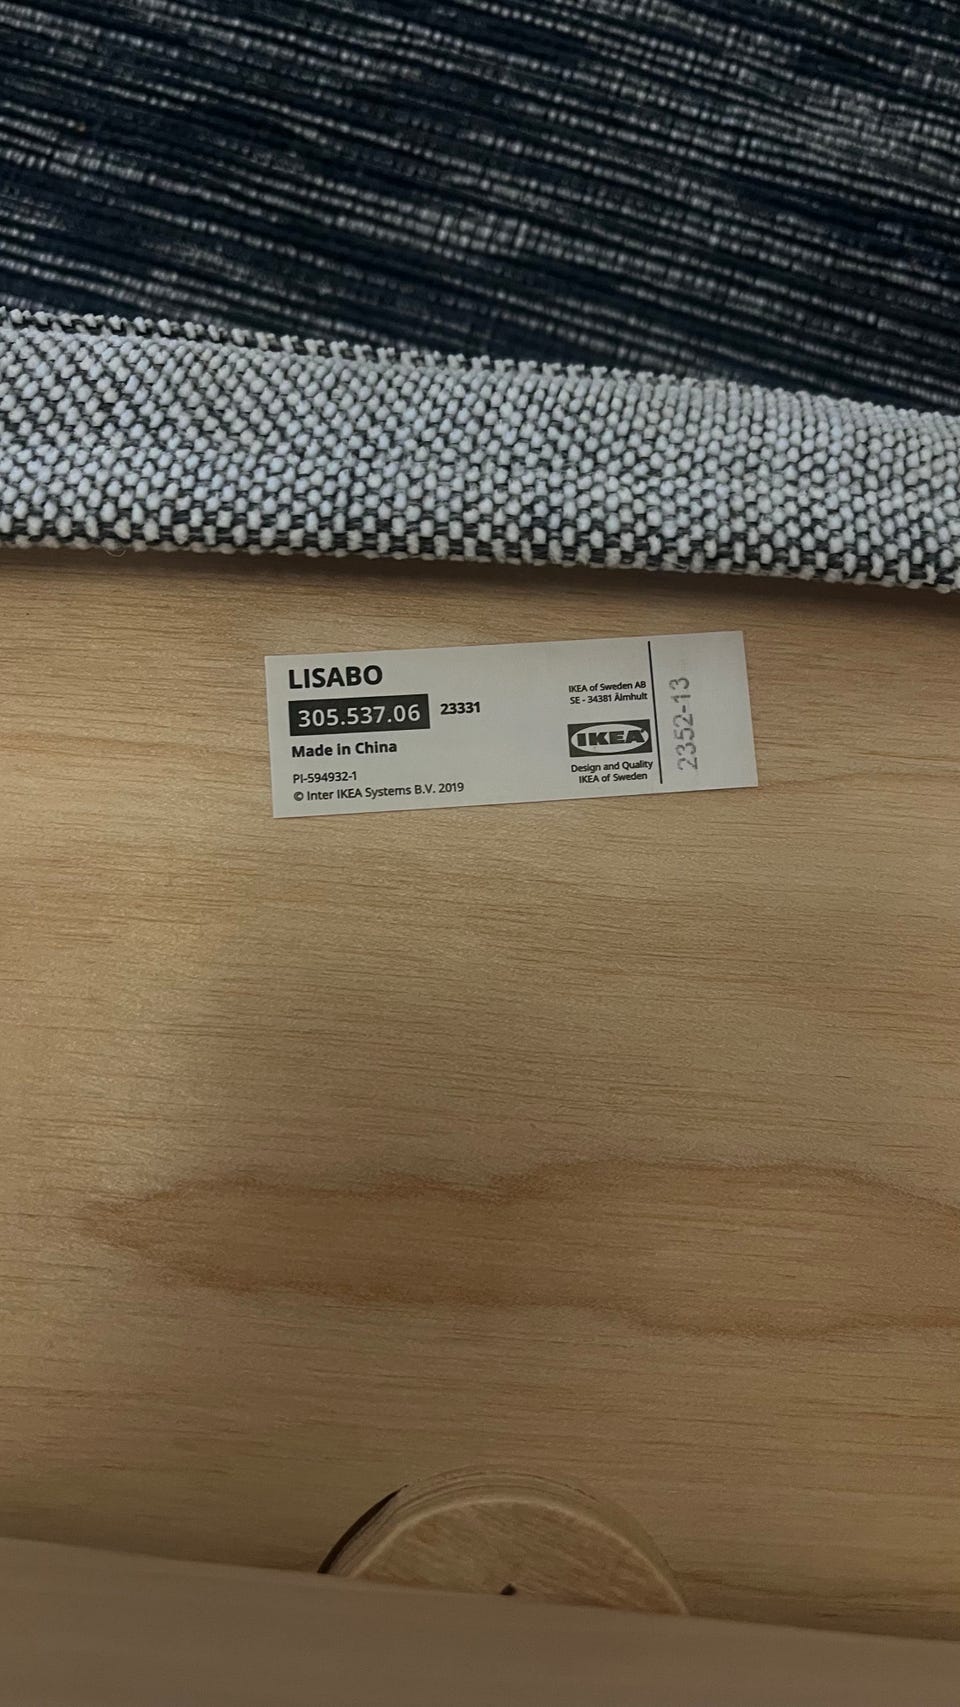 LISABO
305.537.06 23331
Made in China
PI-594932-1
© Inter IKEA Systems B.V. 2019
IKEA of Sweden AB
SE - 34381 Älmhult
IKEA
Design and Quality
IKEA of Sweden
2352-13